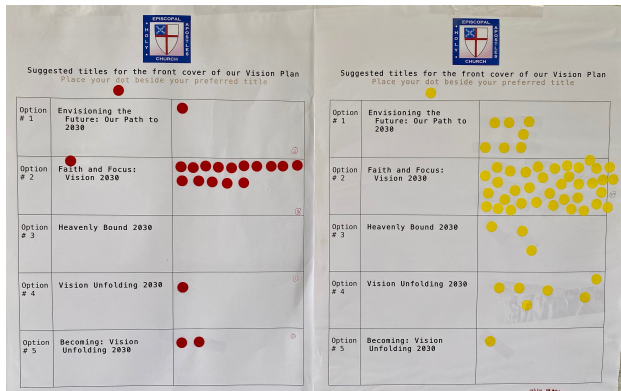 EPISCOPAL
HOLY
APOSTLES
CHURCH
Suggested titles for the front cover of our Vision Plan
Place your dot beside your preferred title
Option
# 1
Envisioning the
Future: Our Path to
2030
Option
# 2
Faith and Focus:
Vision 2030
Option
# 3
Heavenly Bound 2030
Option
# 4
Vision Unfolding 2030
Option
# 5
Becoming: Vision
Unfolding 2030
EPISCOPAL
HOLY
APOSTLES
CHURCH
Suggested titles for the front cover of our Vision Plan
Place your dot beside your preferred title
Option
# 1
Envisioning the
Future: Our Path to
2030
Option
# 2
Faith and Focus:
Vision 2030
Option
# 3
Heavenly Bound 2030
Option
# 4
Vision Unfolding 2030
Option
# 5
Becoming: Vision
Unfolding 2030